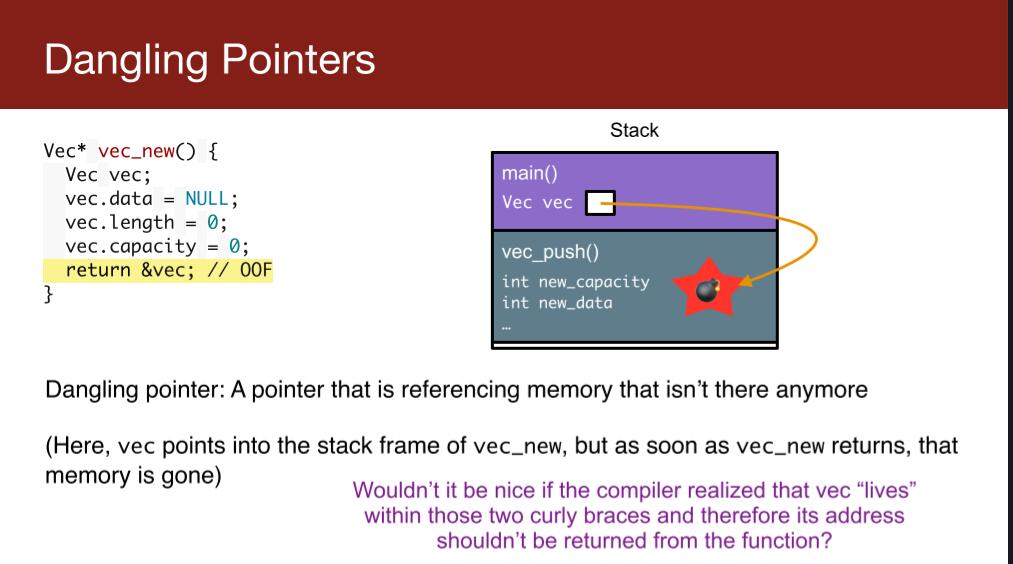 Dangling Pointers
Vec* vec_new() {
Vec vec;
vec.data = NULL;
vec.length = 0;
vec.capacity = 0;
return &vec; // OOF
}
Stack
main()
Vec vec
vec_push()
int new_capacity
int new_data
…
Dangling pointer: A pointer that is referencing memory that isn’t there anymore
(Here, vec points into the stack frame of vec_new, but as soon as vec_new returns, that
memory is gone)
Wouldn’t it be nice if the compiler realized that vec “lives”
within those two curly braces and therefore its address
shouldn’t be returned from the function?